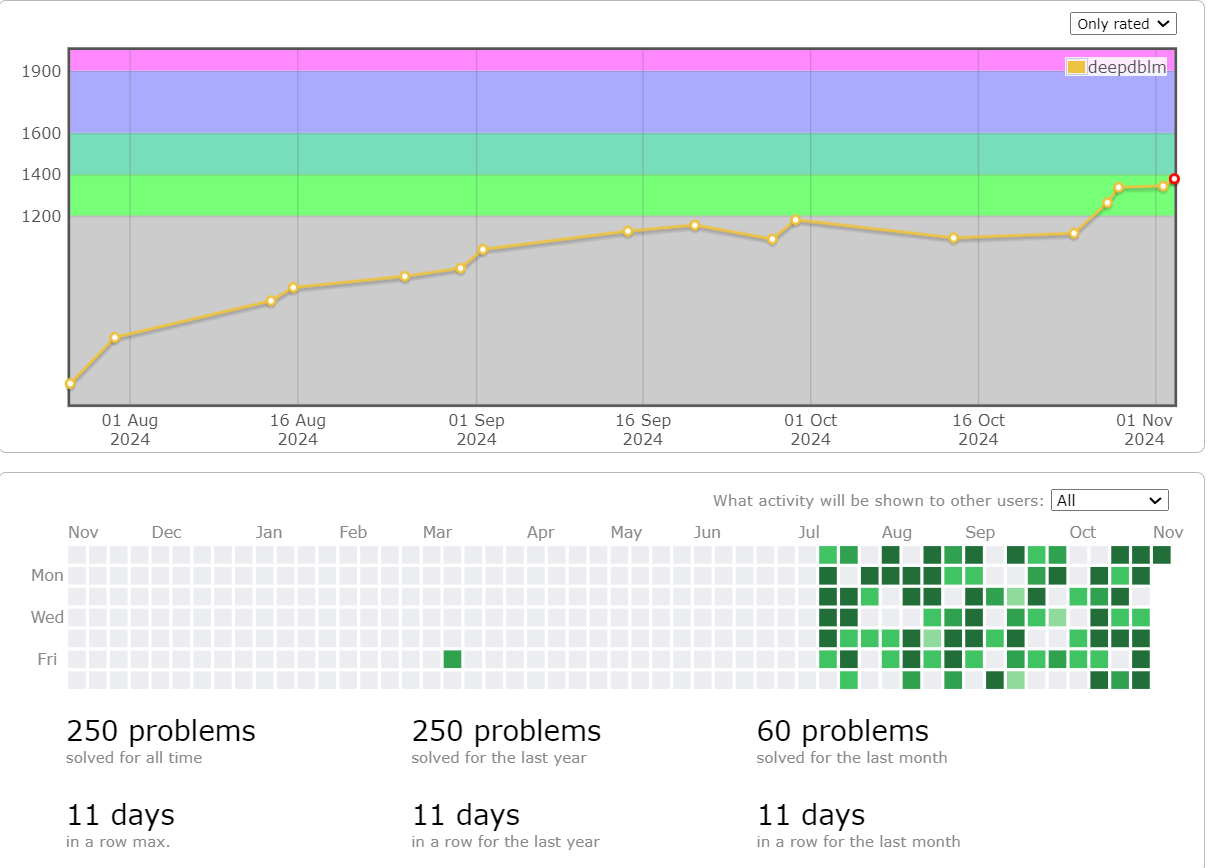 Only rated
deepdblm
1900
1600
1400
1200
01 Aug 16 Aug 01 Sep 16 Sep 01 Oct 16 Oct 01 Nov
2024 2024 2024 2024 2024 2024 2024
What activity will be shown to other users: All
Nov Dec Jan Feb Mar Apr May Jun Jul Aug Sep Oct Nov
Mon
Wed
Fri
250 problems 250 problems 60 problems
solved for all time solved for the last year solved for the last month
11 days 11 days 11 days
in a row max. in a row for the last year in a row for the last month